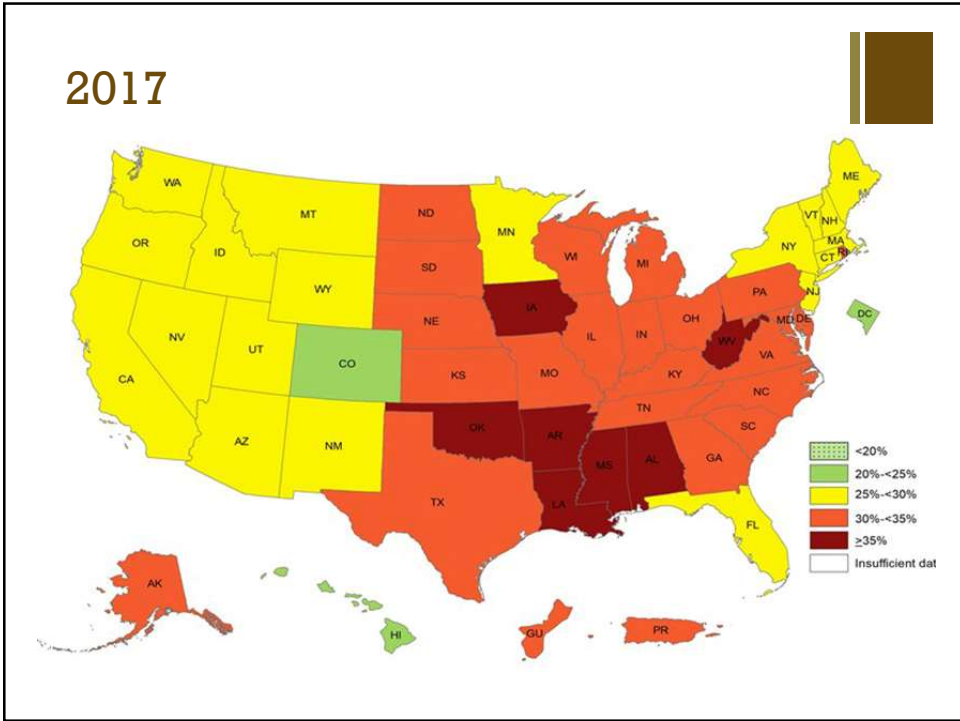 2017
WA
MT
ND
MN
ME
VT
NH
OR
ID
SD
WI
MI
NY
MA
CT
RI
WY
IA
PA
NJ
NE
OH
MD
DE
DC
NV
UT
CO
IL
IN
WV
VA
CA
KS
MO
KY
NC
TN
AZ
NM
OK
AR
SC
MS
AL
GA
TX
LA
FL
AK
HI
GU
PR
<20%
20%-<25%
25%-<30%
30%-<35%
≥35%
Insufficient dat